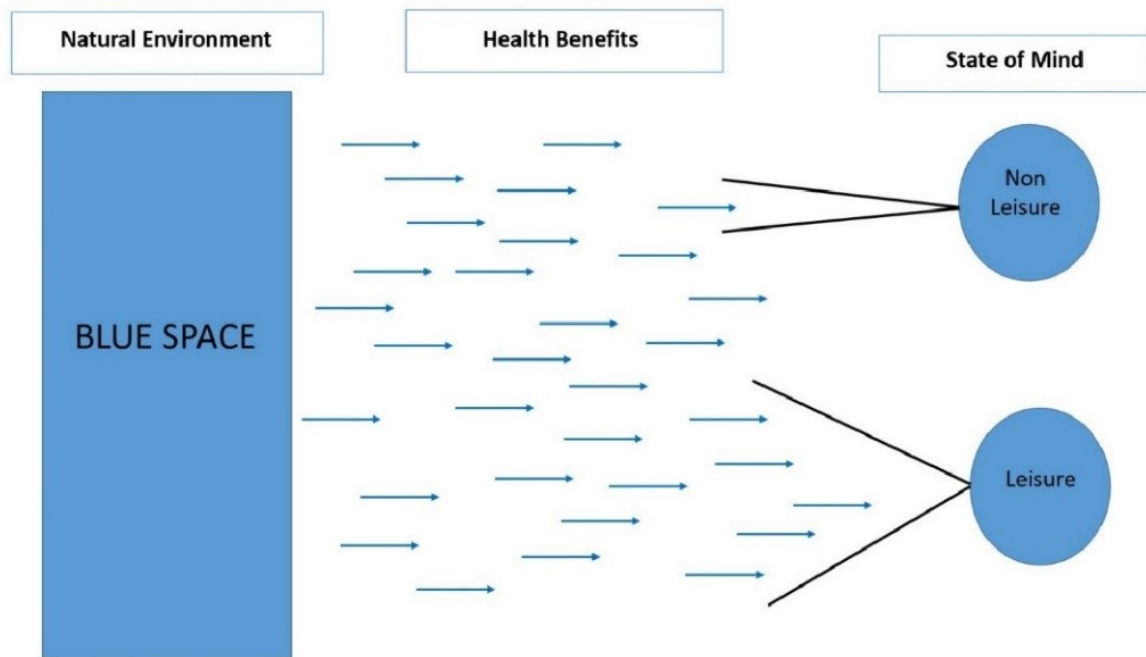 Natural Environment
Health Benefits
State of Mind
Non
Leisure
BLUE SPACE
Leisure